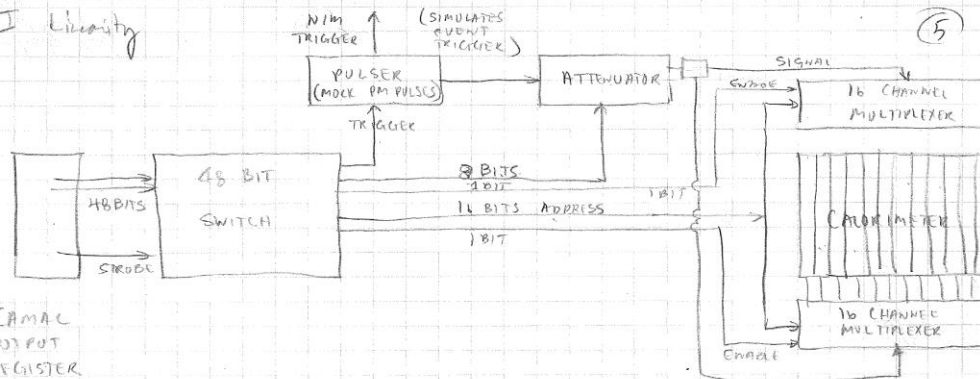 I Linearity
NIM
TRIGGER
(SIMULATES
EVENT
TRIGGER)
5
PULSER
(MOCK PM PULSES)
ATTENUATOR
SIGNAL
ENABLE
16 CHANNEL
MULTIPLEXER
TRIGGER
48 BITS
STROBE
48 BIT
SWITCH
8 BITS
1 BIT
1 BIT
16 BITS ADDRESS
1 BIT
CALORIMETER
16 CHANNEL
MULTIPLEXER
ENABLE
CAMAC
OUTPUT
REGISTER